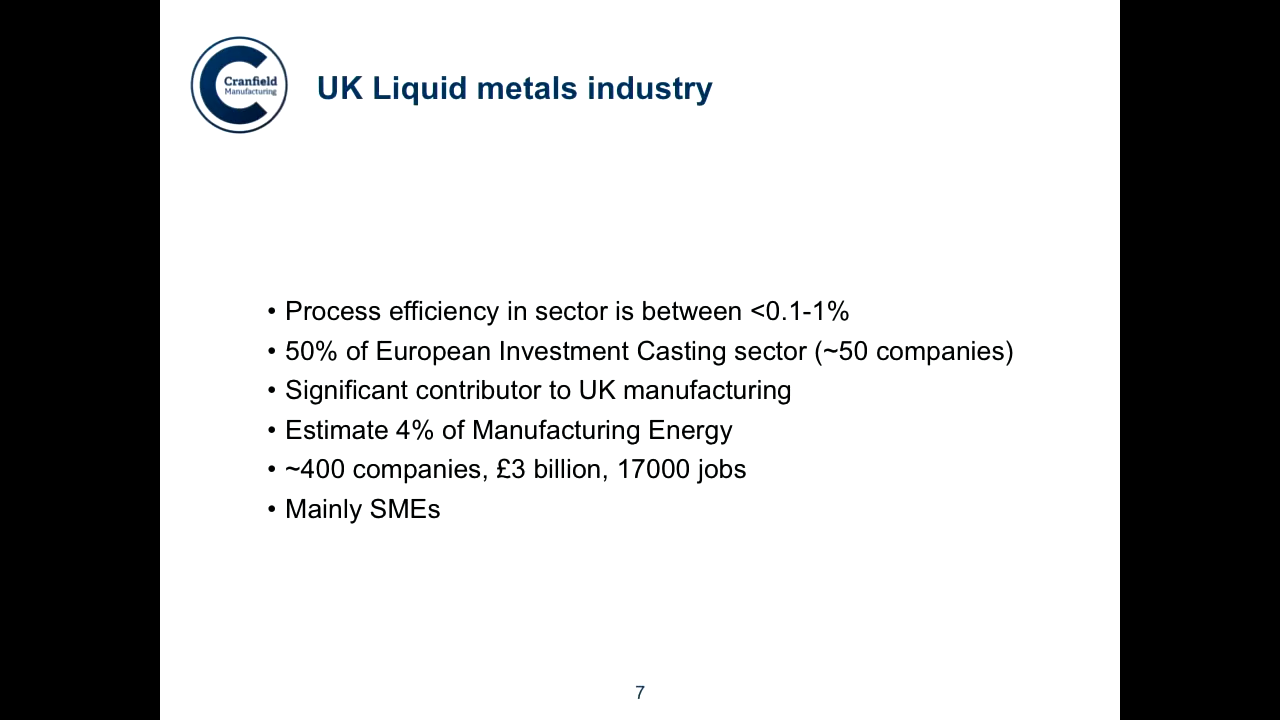 Cranfield
Manufacturing
UK Liquid metals industry
• Process efficiency in sector is between <0.1-1%
• 50% of European Investment Casting sector (~50 companies)
• Significant contributor to UK manufacturing
• Estimate 4% of Manufacturing Energy
• ~400 companies, £3 billion, 17000 jobs
• Mainly SMEs
7